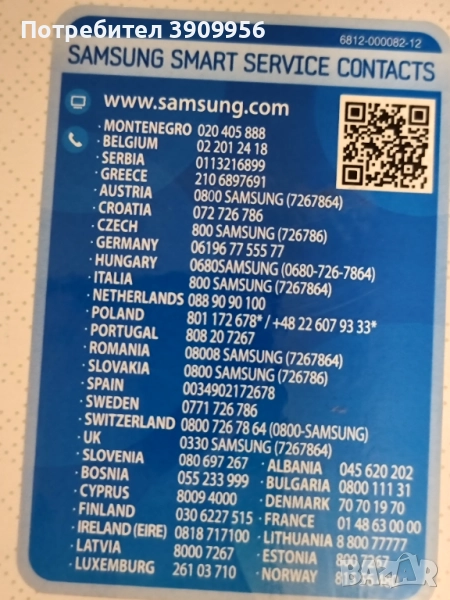 Потребител 3909956
6812-000082-12
SAMSUNG SMART SERVICE CONTACTS
www.samsung.com
· MONTENEGRO 020 405 888
· BELGIUM 02 201 24 18
· SERBIA 0113216899
· GREECE 210 6897691
· AUSTRIA 0800 SAMSUNG (7267864)
· CROATIA 072 726 786
· CZECH 800 SAMSUNG (726786)
· GERMANY 06196 77 555 77
· HUNGARY 0680SAMSUNG (0680-726-7864)
· ITALIA 800 SAMSUNG (7267864)
· NETHERLANDS 088 90 90 100
· POLAND 801 172 678* / +48 22 607 93 33*
· PORTUGAL 808 20 7267
· ROMANIA 08008 SAMSUNG (7267864)
· SLOVAKIA 0800 SAMSUNG (726786)
· SPAIN 0034902172678
· SWEDEN 0771 726 786
· SWITZERLAND 0800 726 78 64 (0800-SAMSUNG)
· UK 0330 SAMSUNG (7267864)
· SLOVENIA 080 697 267
· BOSNIA 055 233 999
· CYPRUS 8009 4000
· FINLAND 030 6227 515
· IRELAND (EIRE) 0818 717100
· LATVIA 8000 7267
· LUXEMBURG 261 03 710
· ALBANIA 045 620 202
· BULGARIA 0800 111 31
· DENMARK 70 70 19 70
· FRANCE 01 48 63 00 00
· LITHUANIA 8 800 77777
· ESTONIA 800 7267
· NORWAY